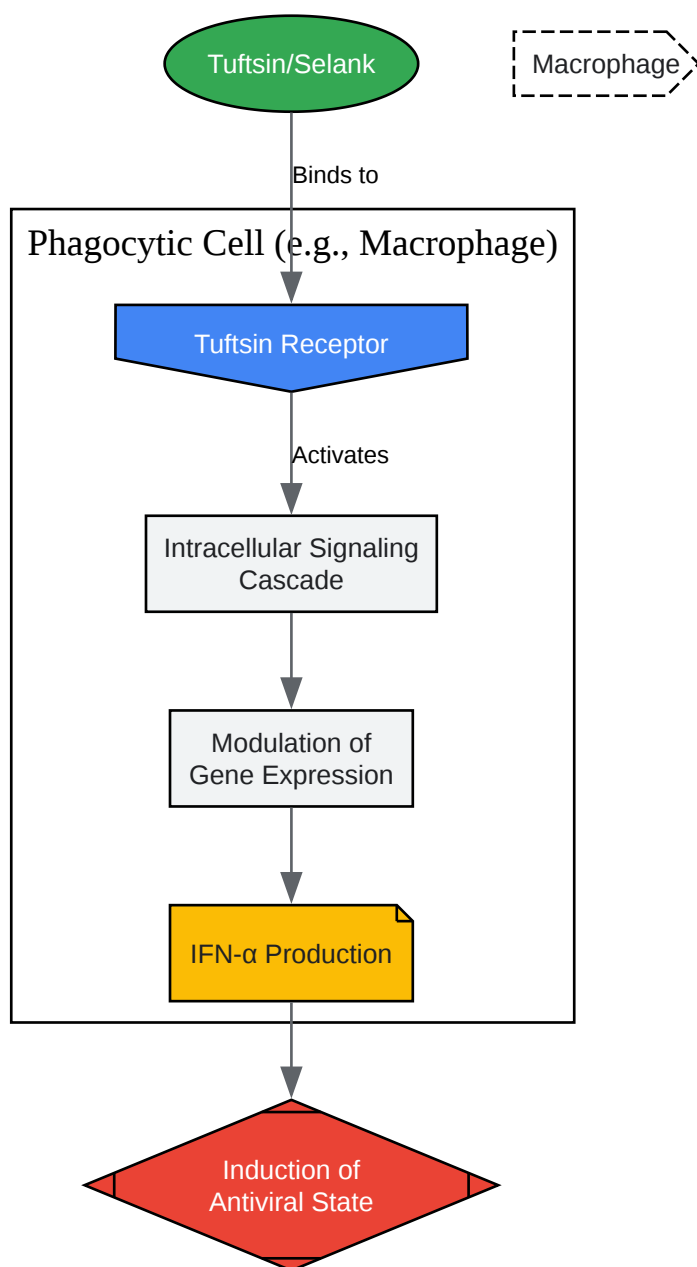 Tuftsin/Selank
Macrophage
Binds to
Phagocytic Cell (e.g., Macrophage)
Tuftsin Receptor
Activates
Intracellular Signaling
Cascade
Modulation of
Gene Expression
IFN-α Production
Induction of
Antiviral State